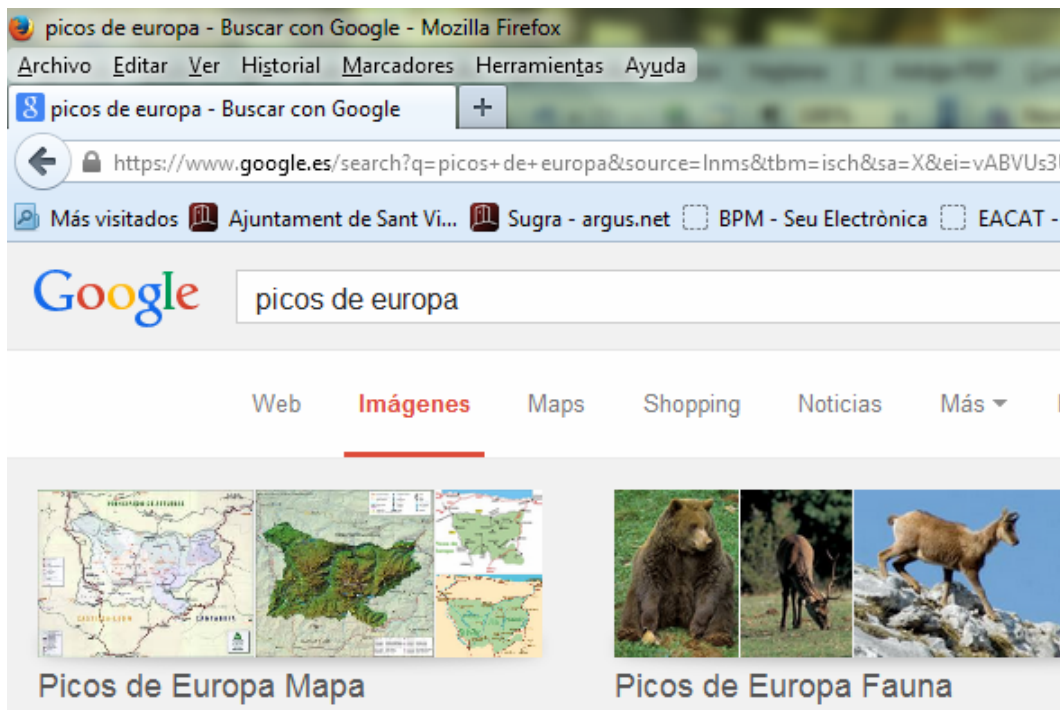 picos de europa - Buscar con Google - Mozilla Firefox
Archivo Editar Ver Historial Marcadores Herramientas Ayuda
picos de europa - Buscar con Google +
https://www.google.es/search?q=picos+de+europa&source=lnms&tbm=isch&sa=X&ei=vABVUs3
Más visitados Ajuntament de Sant Vi... Sugra - argus.net BPM - Seu Electrònica EACAT -
Google picos de europa
Web Imágenes Maps Shopping Noticias Más
Picos de Europa Mapa Picos de Europa Fauna